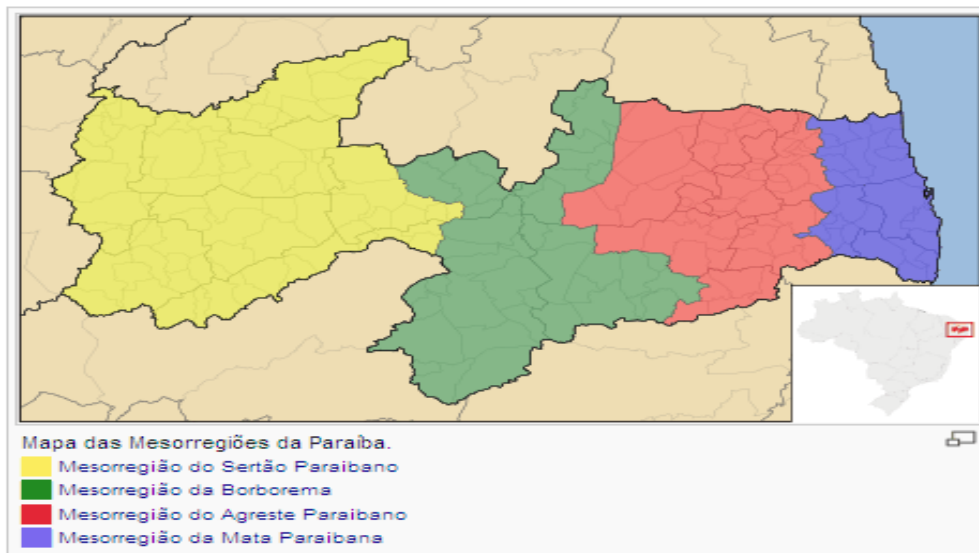 Mapa das Mesorregiões da Paraíba.
Mesorregião do Sertão Paraibano
Mesorregião da Borborema
Mesorregião do Agreste Paraibano
Mesorregião da Mata Paraibana